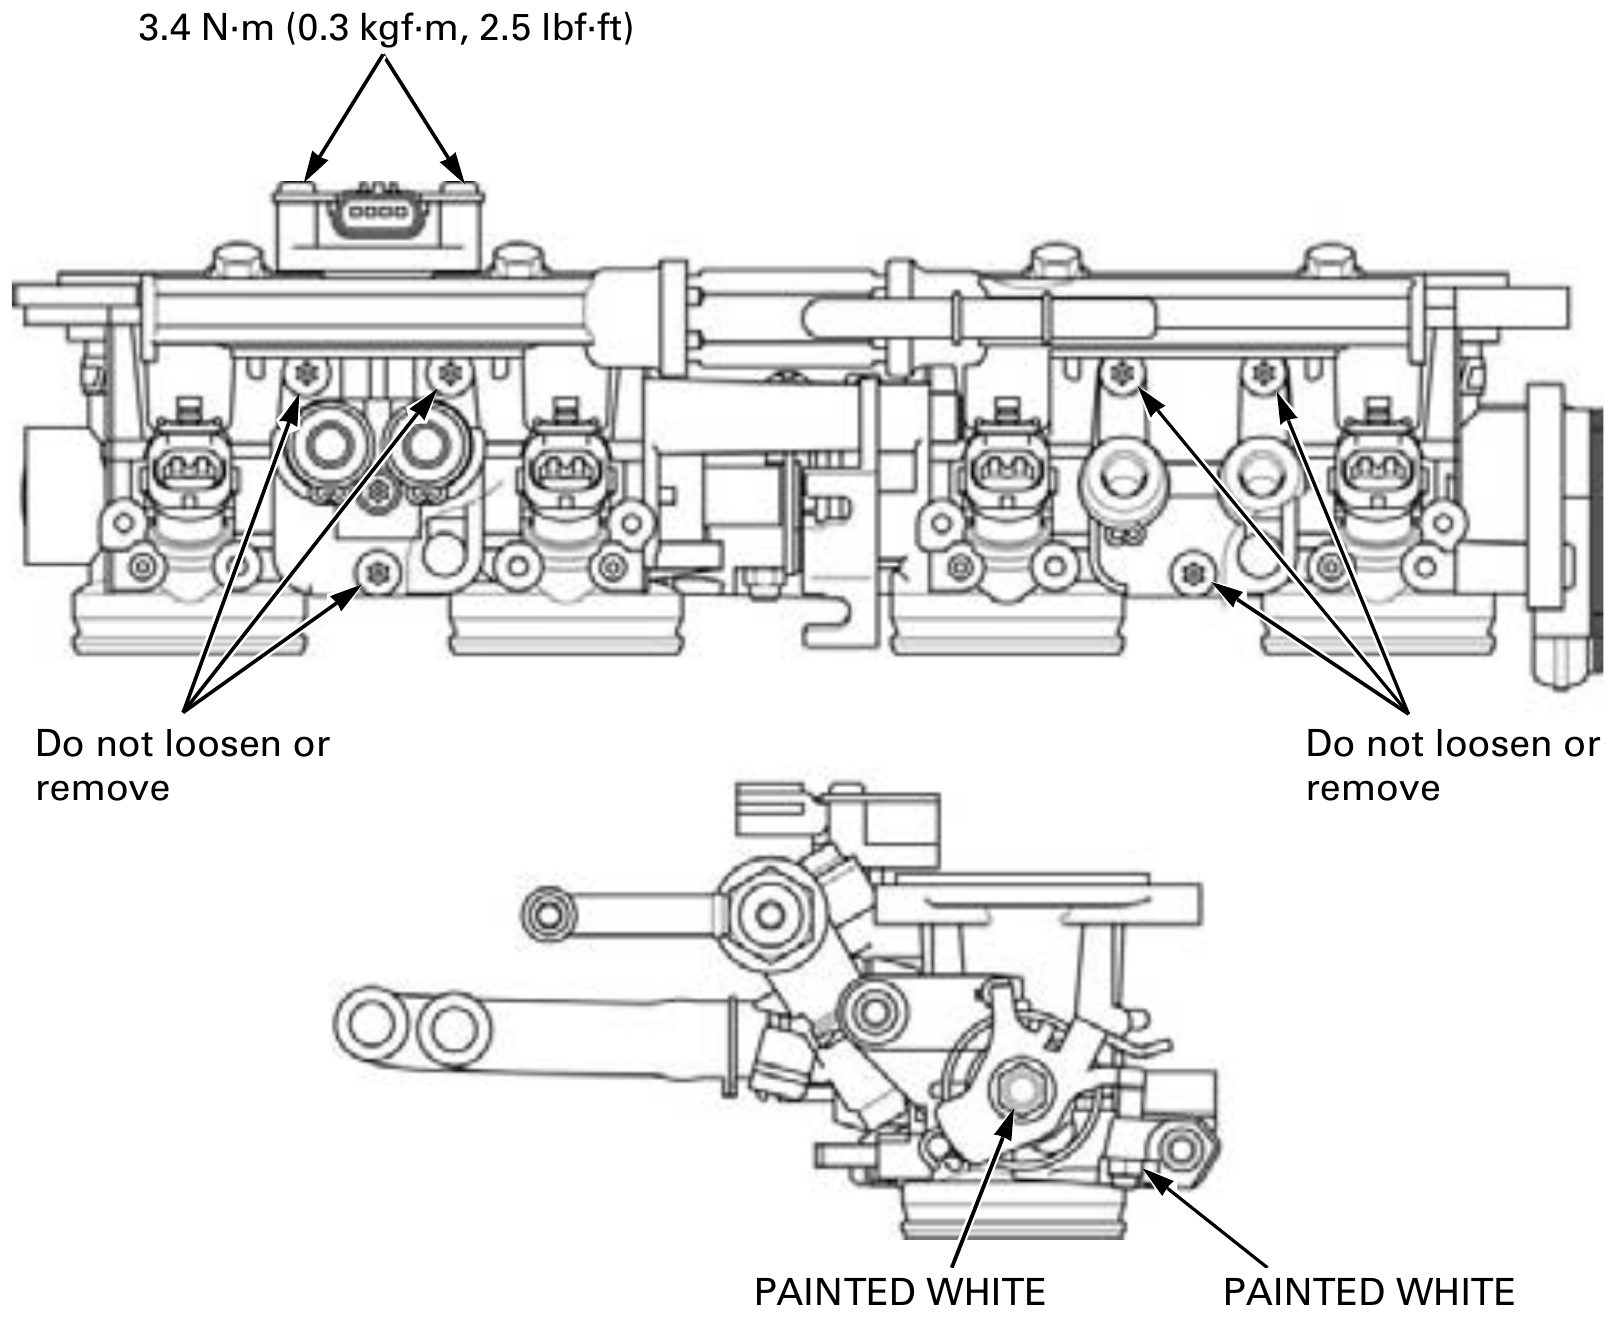 3.4 N·m (0.3 kgf·m, 2.5 lbf·ft)
Do not loosen or
remove
Do not loosen or
remove
PAINTED WHITE
PAINTED WHITE